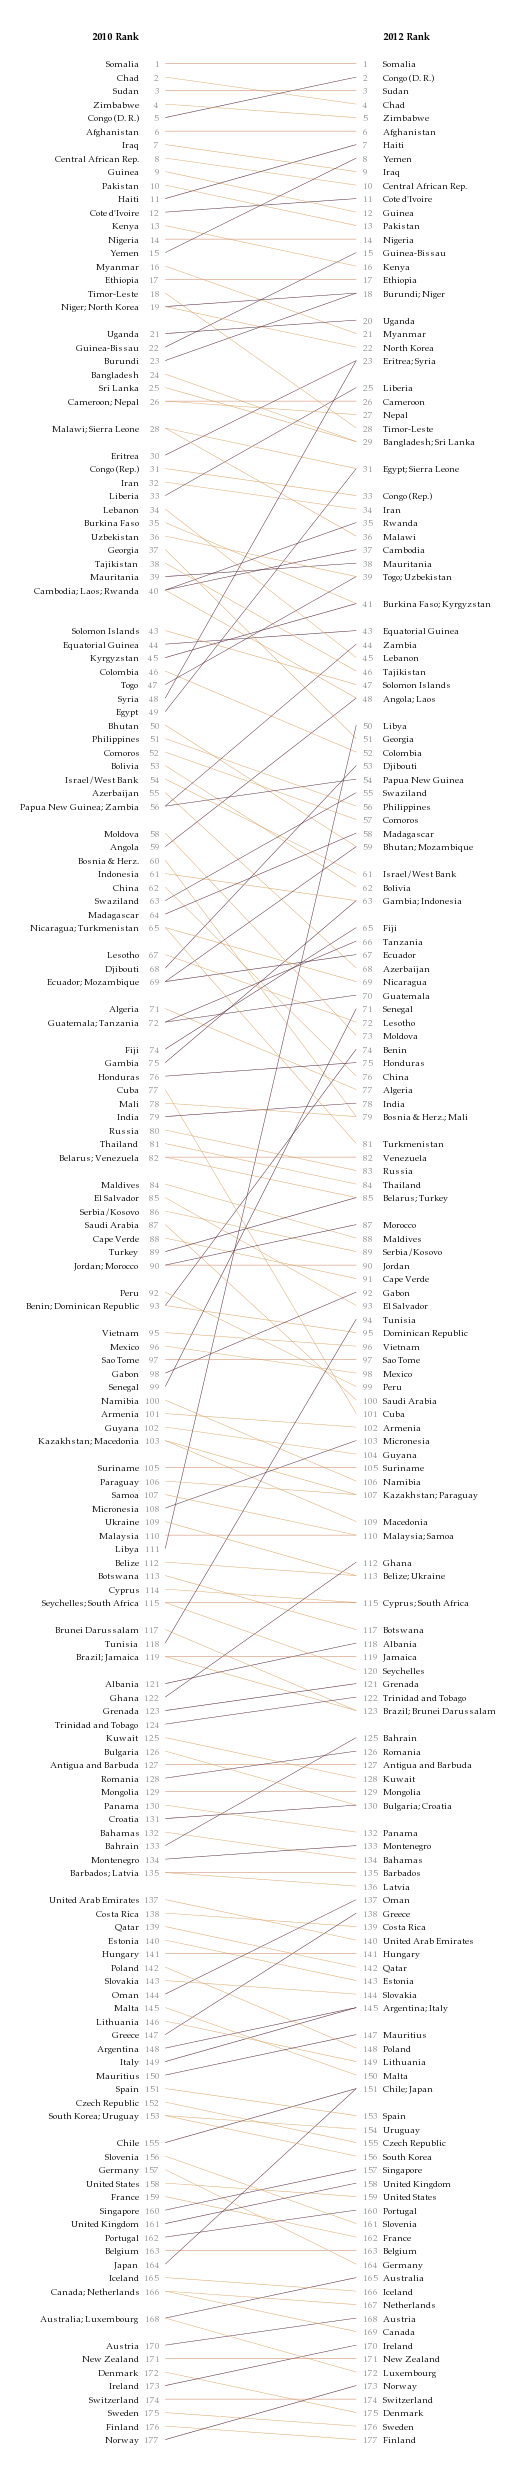 2010 Rank 2012 Rank
Somalia 1 1 Somalia
Chad 2 2 Congo (D. R.)
Sudan 3 3 Sudan
Zimbabwe 4 4 Chad
Congo (D. R.) 5 5 Zimbabwe
Afghanistan 6 6 Afghanistan
Iraq 7 7 Haiti
Central African Rep. 8 8 Yemen
Guinea 9 9 Iraq
Pakistan 10 10 Central African Rep.
Haiti 11 11 Cote d'Ivoire
Cote d'Ivoire 12 12 Guinea
Kenya 13 13 Pakistan
Nigeria 14 14 Nigeria
Yemen 15 15 Guinea-Bissau
Myanmar 16 16 Kenya
Ethiopia 17 17 Ethiopia
Timor-Leste 18 18 Burundi; Niger
Niger; North Korea 19
20 Uganda
Uganda 21 21 Myanmar
Guinea-Bissau 22 22 North Korea
Burundi 23 23 Eritrea; Syria
Bangladesh 24
Sri Lanka 25 25 Liberia
Cameroon; Nepal 26 26 Cameroon
27 Nepal
Malawi; Sierra Leone 28 28 Timor-Leste
29 Bangladesh; Sri Lanka
Eritrea 30
Congo (Rep.) 31 31 Egypt; Sierra Leone
Iran 32
Liberia 33 33 Congo (Rep.)
Lebanon 34 34 Iran
Burkina Faso 35 35 Rwanda
Uzbekistan 36 36 Malawi
Georgia 37 37 Cambodia
Tajikistan 38 38 Mauritania
Mauritania 39 39 Togo; Uzbekistan
Cambodia; Laos; Rwanda 40
41 Burkina Faso; Kyrgyzstan
Solomon Islands 43 43 Equatorial Guinea
Equatorial Guinea 44 44 Zambia
Kyrgyzstan 45 45 Lebanon
Colombia 46 46 Tajikistan
Togo 47 47 Solomon Islands
Syria 48 48 Angola; Laos
Egypt 49
Bhutan 50 50 Libya
Philippines 51 51 Georgia
Comoros 52 52 Colombia
Bolivia 53 53 Djibouti
Israel/West Bank 54 54 Papua New Guinea
Azerbaijan 55 55 Swaziland
Papua New Guinea; Zambia 56 56 Philippines
57 Comoros
Moldova 58 58 Madagascar
Angola 59 59 Bhutan; Mozambique
Bosnia & Herz. 60
Indonesia 61 61 Israel/West Bank
China 62 62 Bolivia
Swaziland 63 63 Gambia; Indonesia
Madagascar 64
Nicaragua; Turkmenistan 65 65 Fiji
66 Tanzania
Lesotho 67 67 Ecuador
Djibouti 68 68 Azerbaijan
Ecuador; Mozambique 69 69 Nicaragua
70 Guatemala
Algeria 71 71 Senegal
Guatemala; Tanzania 72 72 Lesotho
73 Moldova
Fiji 74 74 Benin
Gambia 75 75 Honduras
Honduras 76 76 China
Cuba 77 77 Algeria
Mali 78 78 India
India 79 79 Bosnia & Herz.; Mali
Russia 80
Thailand 81 81 Turkmenistan
Belarus; Venezuela 82 82 Venezuela
83 Russia
Maldives 84 84 Thailand
El Salvador 85 85 Belarus; Turkey
Serbia/Kosovo 86
Saudi Arabia 87 87 Morocco
Cape Verde 88 88 Maldives
Turkey 89 89 Serbia/Kosovo
Jordan; Morocco 90 90 Jordan
91 Cape Verde
Peru 92 92 Gabon
Benin; Dominican Republic 93 93 El Salvador
94 Tunisia
Vietnam 95 95 Dominican Republic
Mexico 96 96 Vietnam
Sao Tome 97 97 Sao Tome
Gabon 98 98 Mexico
Senegal 99 99 Peru
Namibia 100 100 Saudi Arabia
Armenia 101 101 Cuba
Guyana 102 102 Armenia
Kazakhstan; Macedonia 103 103 Micronesia
104 Guyana
Suriname 105 105 Suriname
Paraguay 106 106 Namibia
Samoa 107 107 Kazakhstan; Paraguay
Micronesia 108
Ukraine 109 109 Macedonia
Malaysia 110 110 Malaysia; Samoa
Libya 111
Belize 112 112 Ghana
Botswana 113 113 Belize; Ukraine
Cyprus 114
Seychelles; South Africa 115 115 Cyprus; South Africa
Brunei Darussalam 117 117 Botswana
Tunisia 118 118 Albania
Brazil; Jamaica 119 119 Jamaica
120 Seychelles
Albania 121 121 Grenada
Ghana 122 122 Trinidad and Tobago
Grenada 123 123 Brazil; Brunei Darussalam
Trinidad and Tobago 124
Kuwait 125 125 Bahrain
Bulgaria 126 126 Romania
Antigua and Barbuda 127 127 Antigua and Barbuda
Romania 128 128 Kuwait
Mongolia 129 129 Mongolia
Panama 130 130 Bulgaria; Croatia
Croatia 131
Bahamas 132 132 Panama
Bahrain 133 133 Montenegro
Montenegro 134 134 Bahamas
Barbados; Latvia 135 135 Barbados
136 Latvia
United Arab Emirates 137 137 Oman
Costa Rica 138 138 Greece
Qatar 139 139 Costa Rica
Estonia 140 140 United Arab Emirates
Hungary 141 141 Hungary
Poland 142 142 Qatar
Slovakia 143 143 Estonia
Oman 144 144 Slovakia
Malta 145 145 Argentina; Italy
Lithuania 146
Greece 147 147 Mauritius
Argentina 148 148 Poland
Italy 149 149 Lithuania
Mauritius 150 150 Malta
Spain 151 151 Chile; Japan
Czech Republic 152
South Korea; Uruguay 153 153 Spain
154 Uruguay
Chile 155 155 Czech Republic
Slovenia 156 156 South Korea
Germany 157 157 Singapore
United States 158 158 United Kingdom
France 159 159 United States
Singapore 160 160 Portugal
United Kingdom 161 161 Slovenia
Portugal 162 162 France
Belgium 163 163 Belgium
Japan 164 164 Germany
Iceland 165 165 Australia
Canada; Netherlands 166 166 Iceland
167 Netherlands
Australia; Luxembourg 168 168 Austria
169 Canada
Austria 170 170 Ireland
New Zealand 171 171 New Zealand
Denmark 172 172 Luxembourg
Ireland 173 173 Norway
Switzerland 174 174 Switzerland
Sweden 175 175 Denmark
Finland 176 176 Sweden
Norway 177 177 Finland